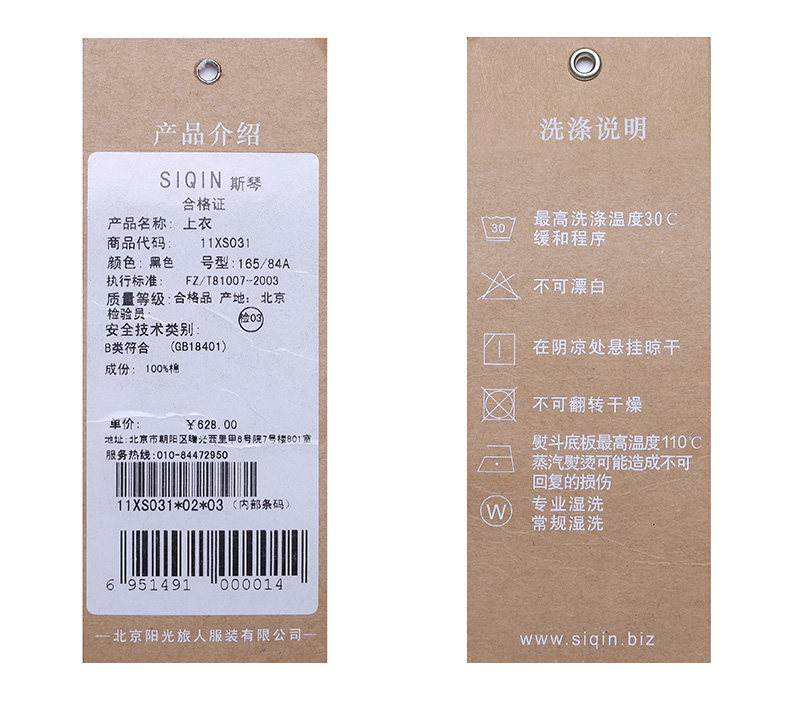 产品介绍
SIQIN 斯琴
合格证
产品名称: 上衣
商品代码: 11XS031
颜色: 黑色 号型: 165/84A
执行标准: FZ/T81007-2003
质量等级: 合格品 产地: 北京
检验员: 检03
安全技术类别:
B类符合 (GB18401)
成份: 100%棉
单价: ￥628.00
地址: 北京市朝阳区曙光西里甲6号院7号楼801室
服务热线: 010-84472950
11XS031*02*03 (内部条码)
6 951491 000014
北京阳光旅人服装有限公司
洗涤说明
30
最高洗涤温度30℃
缓和程序
不可漂白
在阴凉处悬挂晾干
不可翻转干燥
熨斗底板最高温度110℃
蒸汽熨烫可能造成不可
回复的损伤
W
专业湿洗
常规湿洗
www.siqin.biz